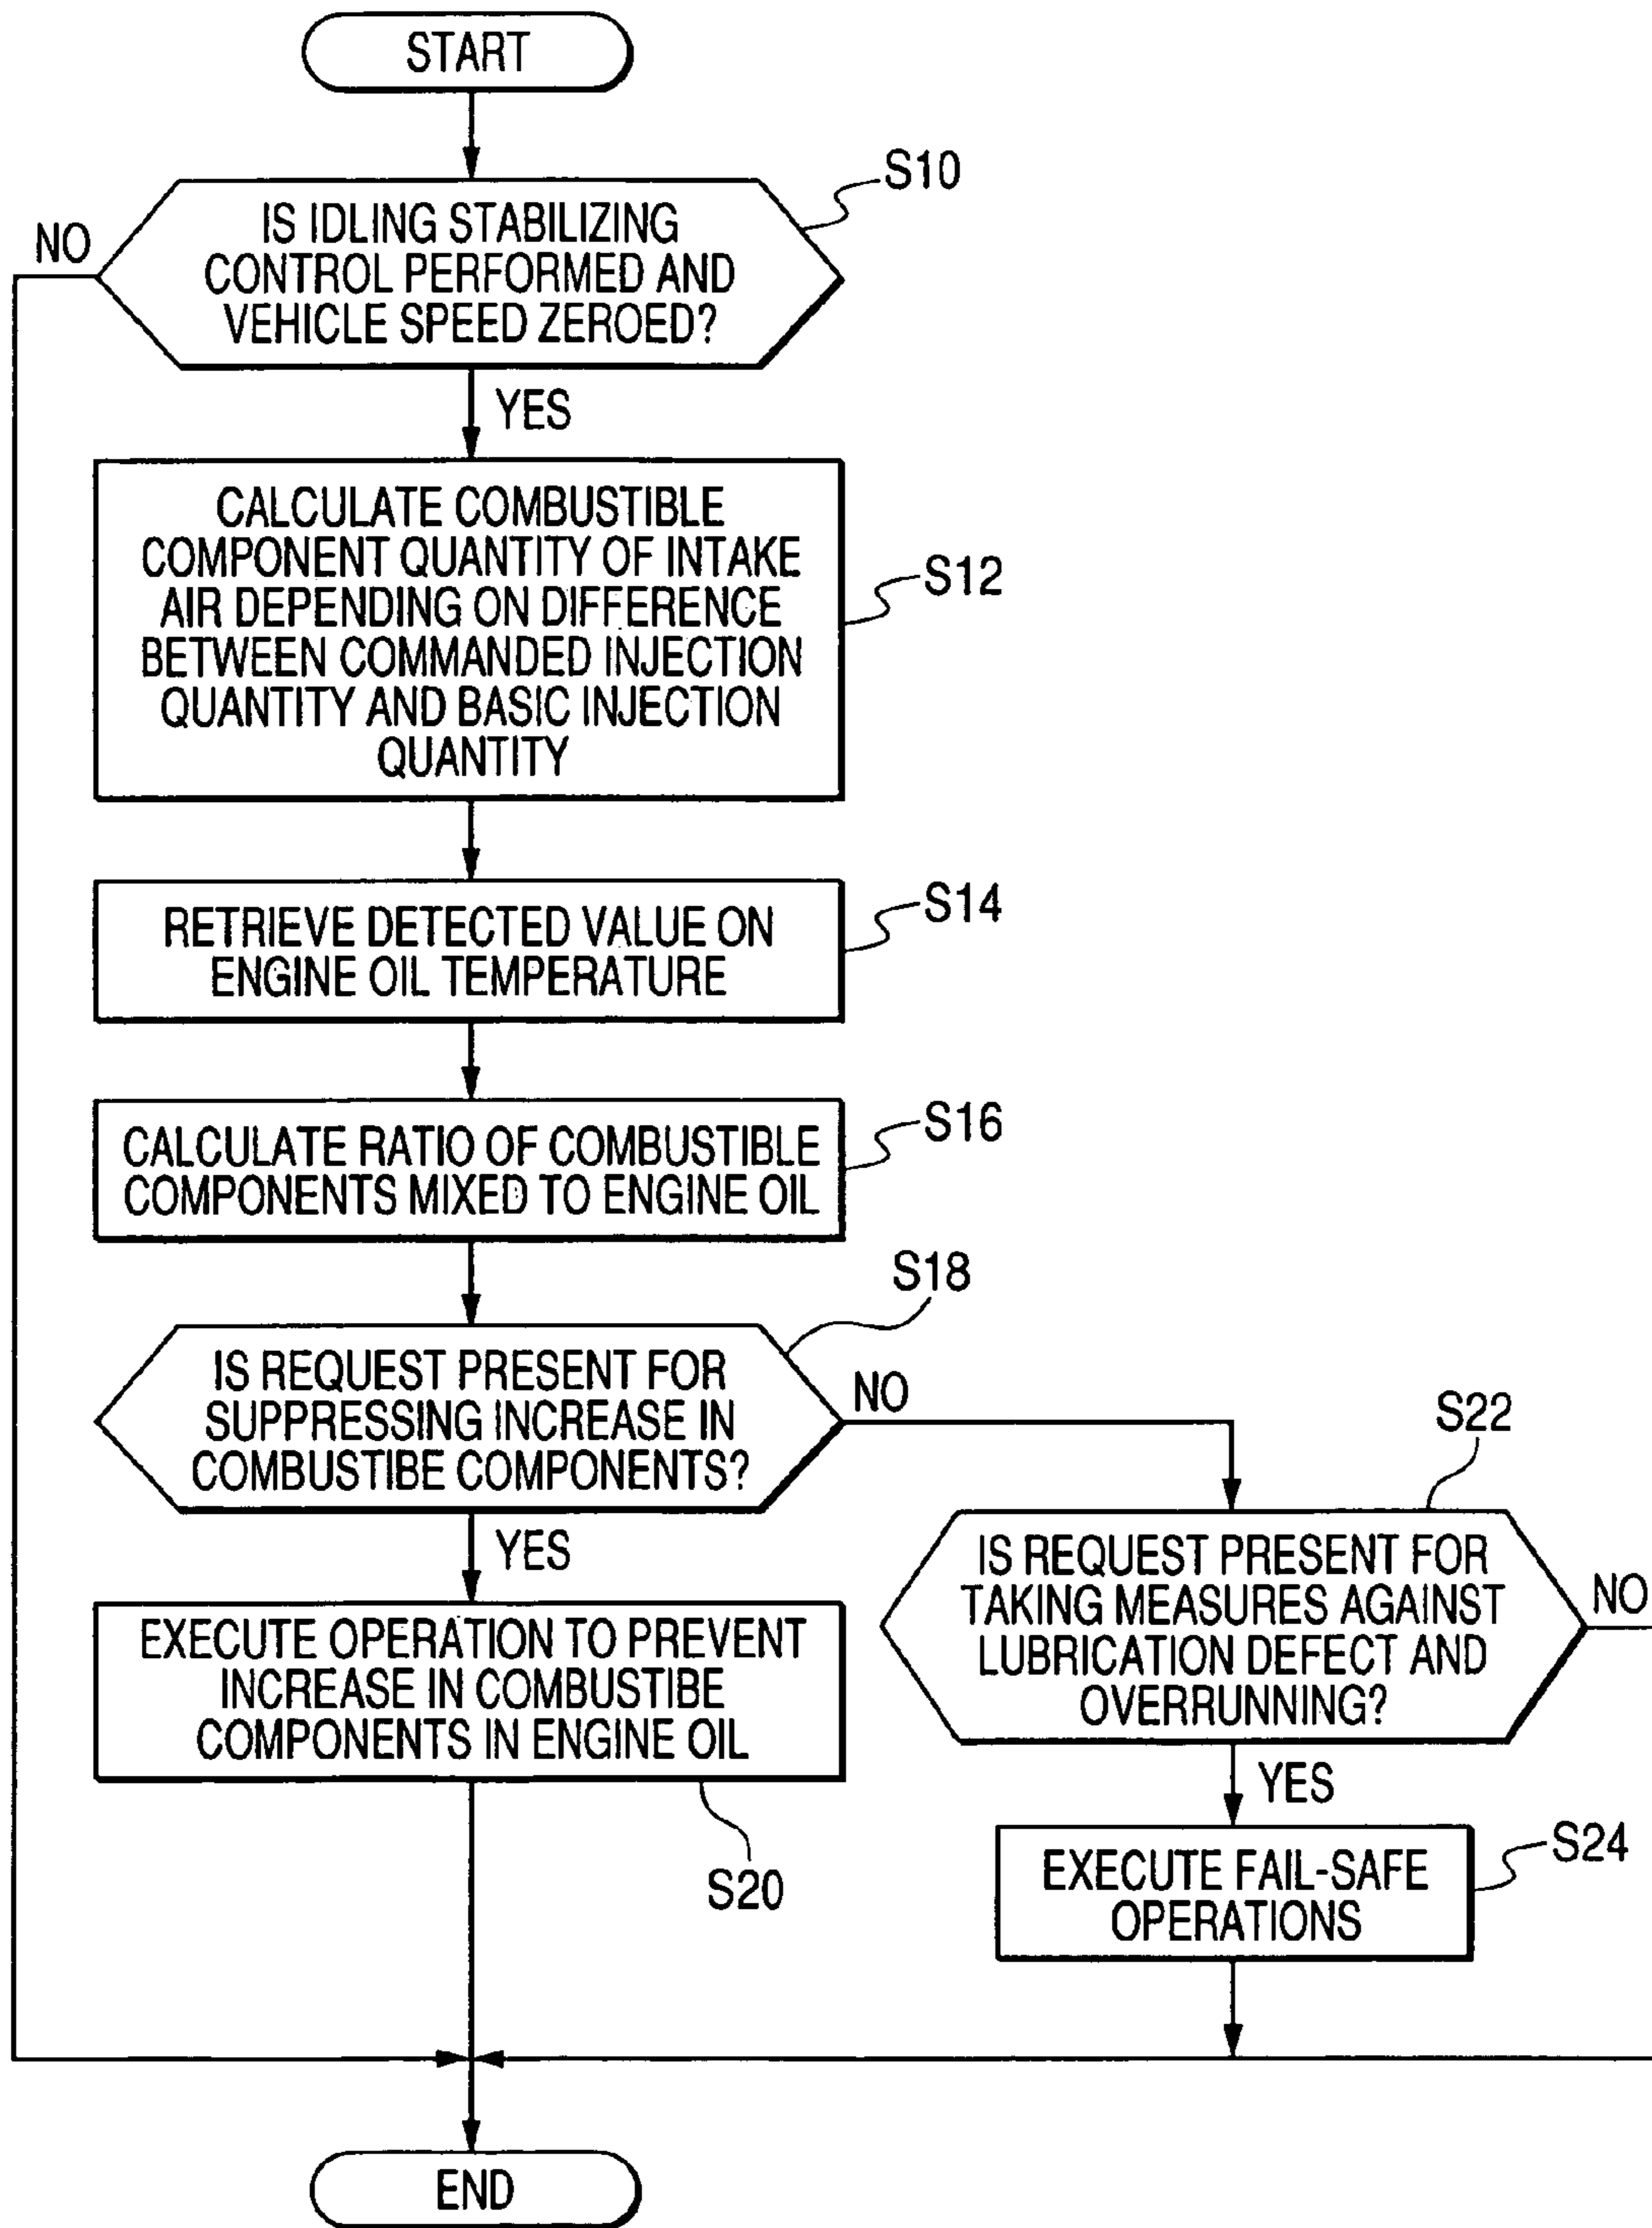 START
S10
NO
IS IDLING STABILIZING
CONTROL PERFORMED AND
VEHICLE SPEED ZEROED?
YES
CALCULATE COMBUSTIBLE
COMPONENT QUANTITY OF INTAKE
AIR DEPENDING ON DIFFERENCE
BETWEEN COMMANDED INJECTION
QUANTITY AND BASIC INJECTION
QUANTITY
S12
RETRIEVE DETECTED VALUE ON
ENGINE OIL TEMPERATURE
S14
CALCULATE RATIO OF COMBUSTIBLE
COMPONENTS MIXED TO ENGINE OIL
S16
S18
IS REQUEST PRESENT FOR
SUPPRESSING INCREASE IN
COMBUSTIBE COMPONENTS?
NO
YES
EXECUTE OPERATION TO PREVENT
INCREASE IN COMBUSTIBE
COMPONENTS IN ENGINE OIL
S20
S22
IS REQUEST PRESENT FOR
TAKING MEASURES AGAINST
LUBRICATION DEFECT AND
OVERRUNNING?
NO
YES
EXECUTE FAIL-SAFE
OPERATIONS
S24
END